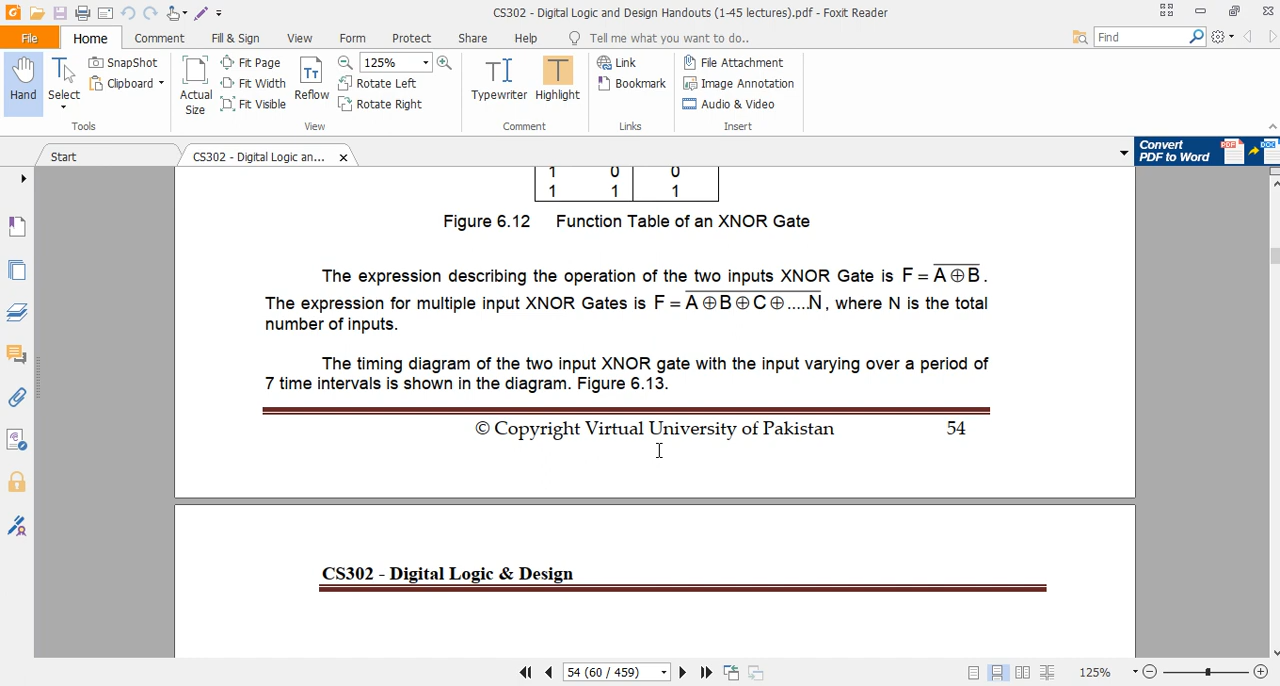 CS302 - Digital Logic and Design Handouts (1-45 lectures).pdf - Foxit Reader
File Home Comment Fill & Sign View Form Protect Share Help Tell me what you want to do.. Find
Hand Select SnapShot Clipboard
Tools
Actual Size Fit Page Fit Width Fit Visible Reflow 125% Rotate Left Rotate Right
View
Typewriter Highlight
Comment
Link Bookmark
Links
File Attachment Image Annotation Audio & Video
Insert
Start CS302 - Digital Logic an... Convert PDF to Word PDF DOC
1 0 0
1 1 1
Figure 6.12 Function Table of an XNOR Gate
The expression describing the operation of the two inputs XNOR Gate is F = A̅ ̅⊕̅ ̅B̅ .
The expression for multiple input XNOR Gates is F = A̅ ̅⊕̅ ̅B̅ ̅⊕̅ ̅C̅ ̅⊕̅ ̅.̅.̅.̅.̅.̅N̅ , where N is the total
number of inputs.
The timing diagram of the two input XNOR gate with the input varying over a period of
7 time intervals is shown in the diagram. Figure 6.13.
© Copyright Virtual University of Pakistan 54
CS302 - Digital Logic & Design
54 (60 / 459) 125%